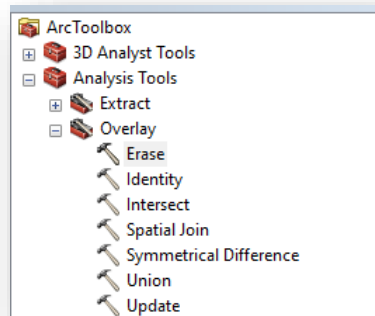 ArcToolbox
3D Analyst Tools
Analysis Tools
Extract
Overlay
Erase
Identity
Intersect
Spatial Join
Symmetrical Difference
Union
Update